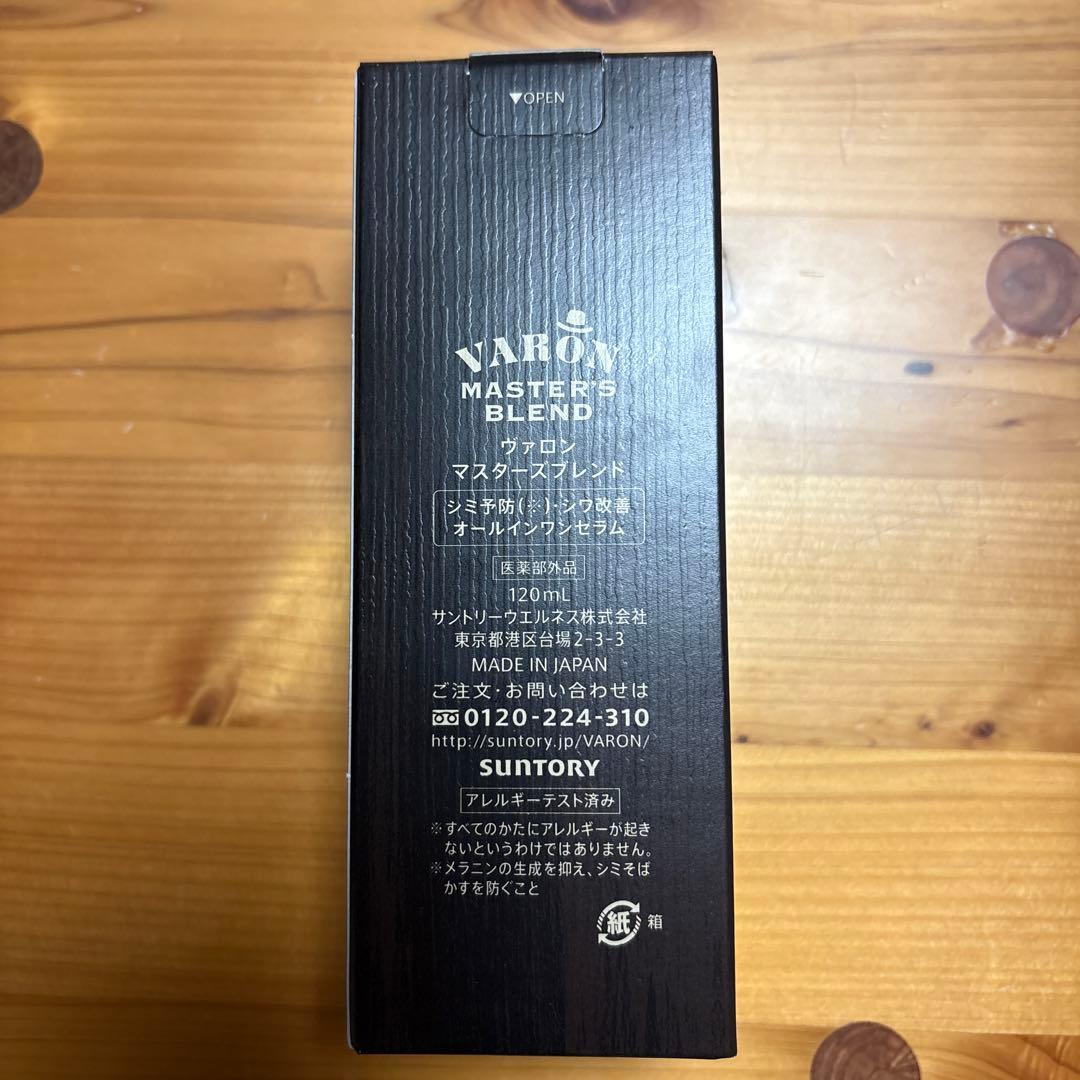 ▼OPEN
VARON
MASTER'S
BLEND
ヴァロン
マスターズブレンド
シミ予防(※)・シワ改善
オールインワンセラム
医薬部外品
120mL
サントリーウエルネス株式会社
東京都港区台場2-3-3
MADE IN JAPAN
ご注文・お問い合わせは
0120-224-310
http://suntory.jp/VARON/
SUNTORY
アレルギーテスト済み
※すべてのかたにアレルギーが起き
ないというわけではありません。
※メラニンの生成を抑え、シミそば
かすを防ぐこと
紙 箱